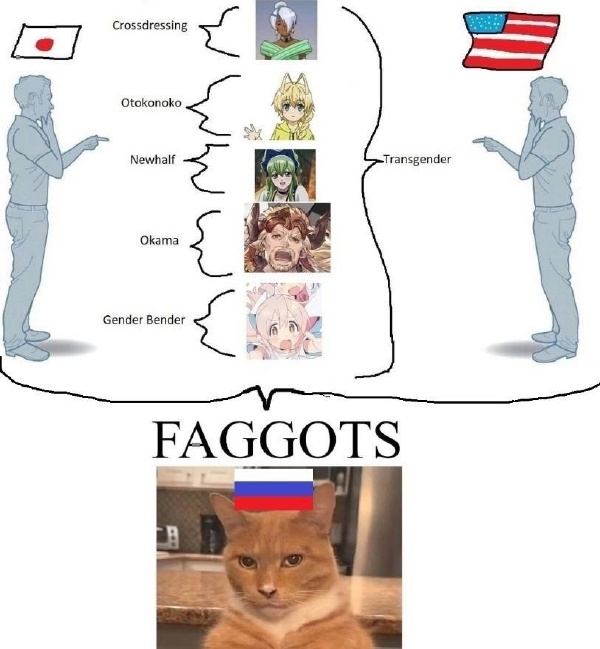 Crossdressing
Otokonoko
Newhalf
Transgender
Okama
Gender Bender
FAGGOTS